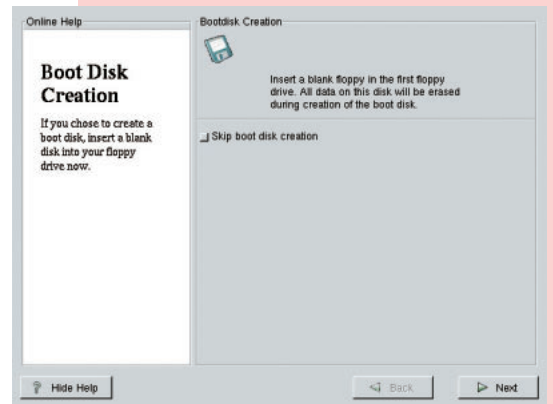 Online Help
Boot Disk
Creation
If you chose to create a
boot disk, insert a blank
disk into your floppy
drive now.
Bootdisk Creation
Insert a blank floppy in the first floppy
drive. All data on this disk will be erased
during creation of the boot disk.
Skip boot disk creation
? Hide Help
Back
Next